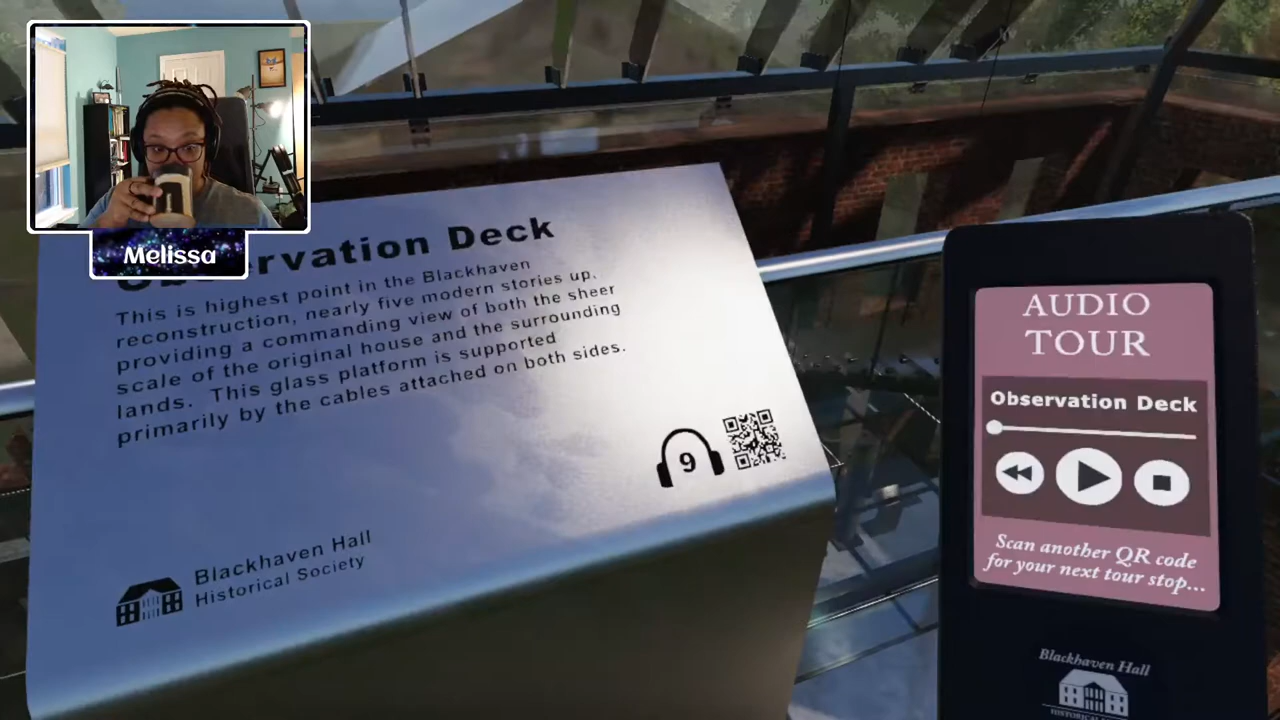 Melissa
Observation Deck
This is highest point in the Blackhaven
reconstruction, nearly five modern stories up,
providing a commanding view of both the sheer
scale of the original house and the surrounding
lands. This glass platform is supported
primarily by the cables attached on both sides.
9
Blackhaven Hall
Historical Society
AUDIO
TOUR
Observation Deck
Scan another QR code
for your next tour stop...
Blackhaven Hall